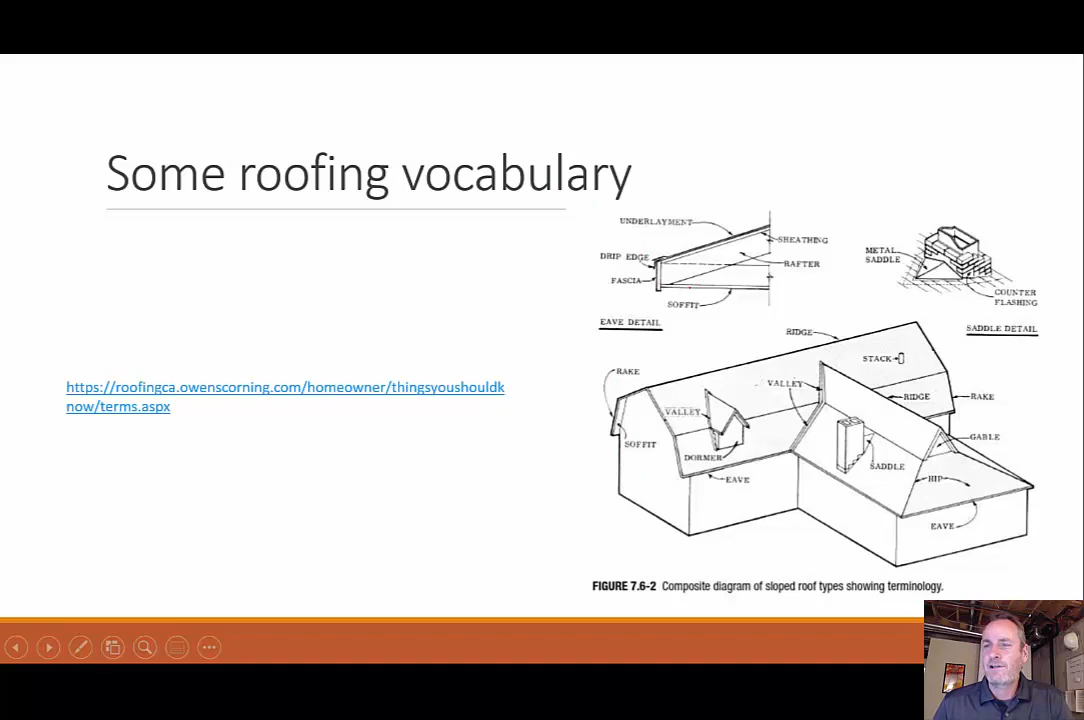 Some roofing vocabulary
https://roofingca.owenscorning.com/homeowner/thingsyoushouldk
now/terms.aspx
UNDERLAYMENT
SHEATHING
DRIP EDGE
RAFTER
FASCIA
SOFFIT
EAVE DETAIL
METAL
SADDLE
COUNTER
FLASHING
SADDLE DETAIL
RIDGE
STACK
RAKE
VALLEY
RIDGE
RAKE
VALLEY
SOFFIT
GABLE
DORMER
SADDLE
EAVE
HIP
EAVE
FIGURE 7.6-2 Composite diagram of sloped roof types showing terminology.